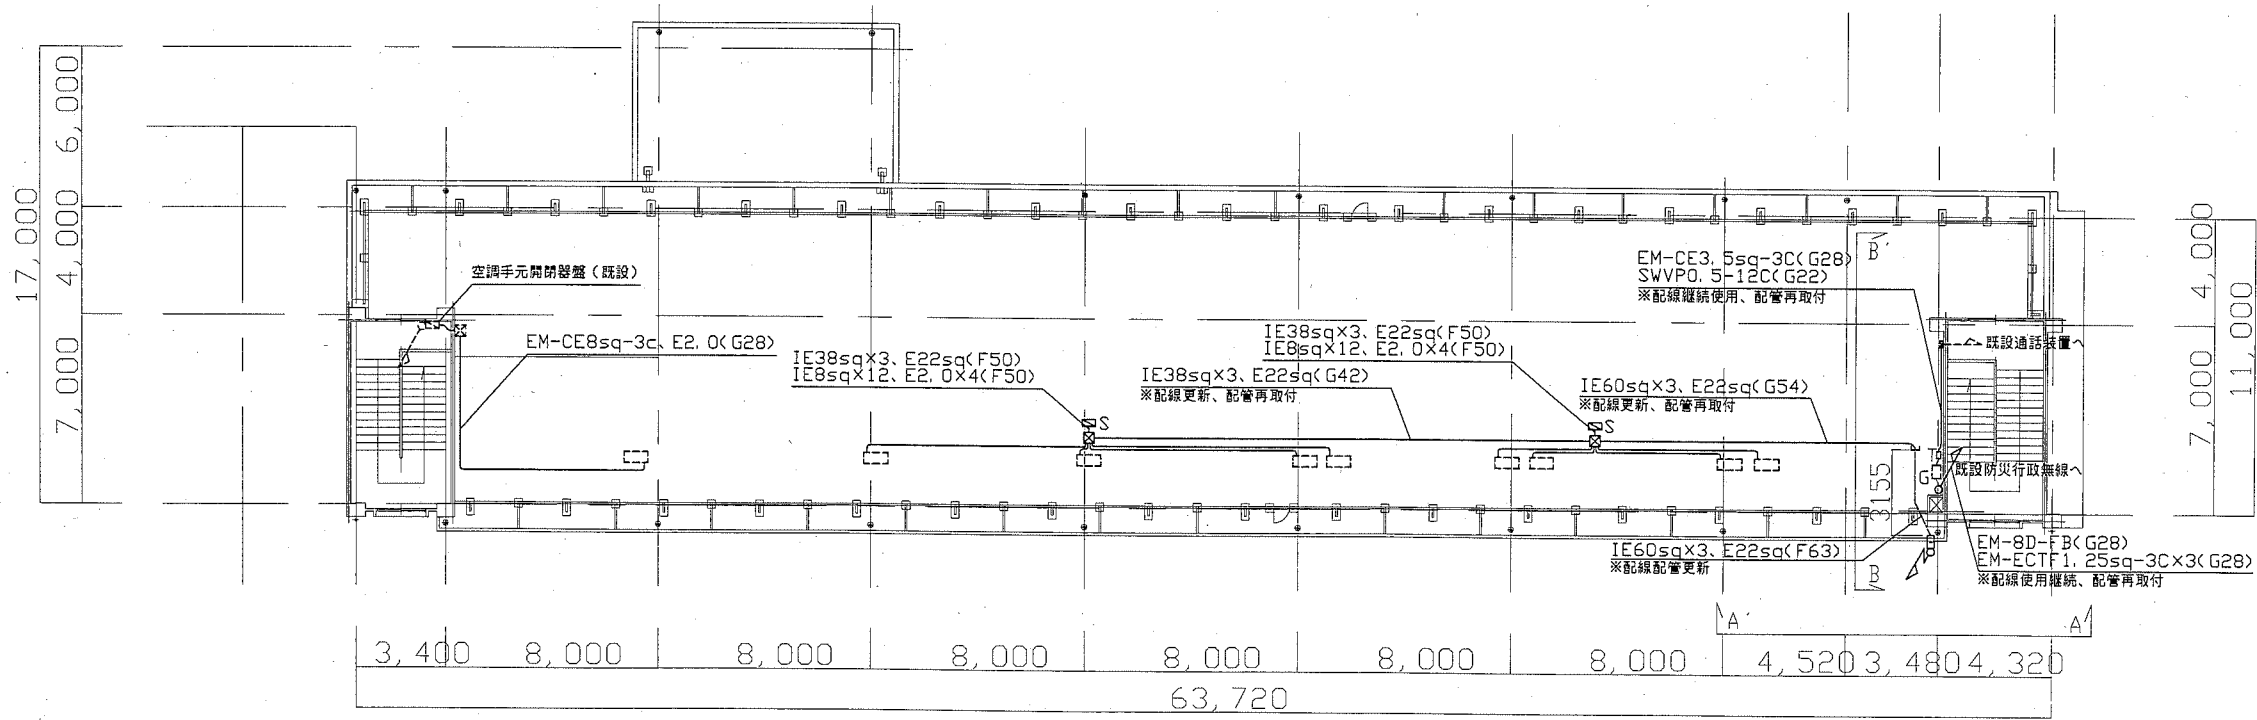 6,000
4,000
7,000
17,000
空調手元開閉器盤(既設)
EM-CE8sq-3c、E2.0(G28)
IE38sq×3、E22sq(F50)
IE8sq×12、E2.0×4(F50)
S
IE38sq×3、E22sq(G42)
※配線更新、配管再取付
IE38sq×3、E22sq(F50)
IE8sq×12、E2.0×4(F50)
S
IE60sq×3、E22sq(G54)
※配線更新、配管再取付
EM-CE3.5sq-3C(G28)
SWVP0.5-12C(G22)
※配線継続使用、配管再取付
B'
既設通話装置へ
既設防災行政無線へ
T
G
3155
IE60sq×3、E22sq(F63)
※配線配管更新
B
EM-8D-FB(G28)
EM-ECTF1.25sq-3C×3(G28)
※配線使用継続、配管再取付
A'
A'
4,000
7,000
11,000
3,400
8,000
8,000
8,000
8,000
8,000
8,000
4,520
3,480
4,320
63,720